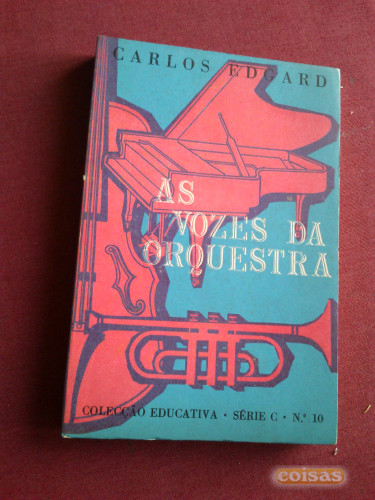 CARLOS EDGARD
AS
VOZES DA
ORQUESTRA
COLECÇÃO EDUCATIVA · SÉRIE C · N.º 10
coisas